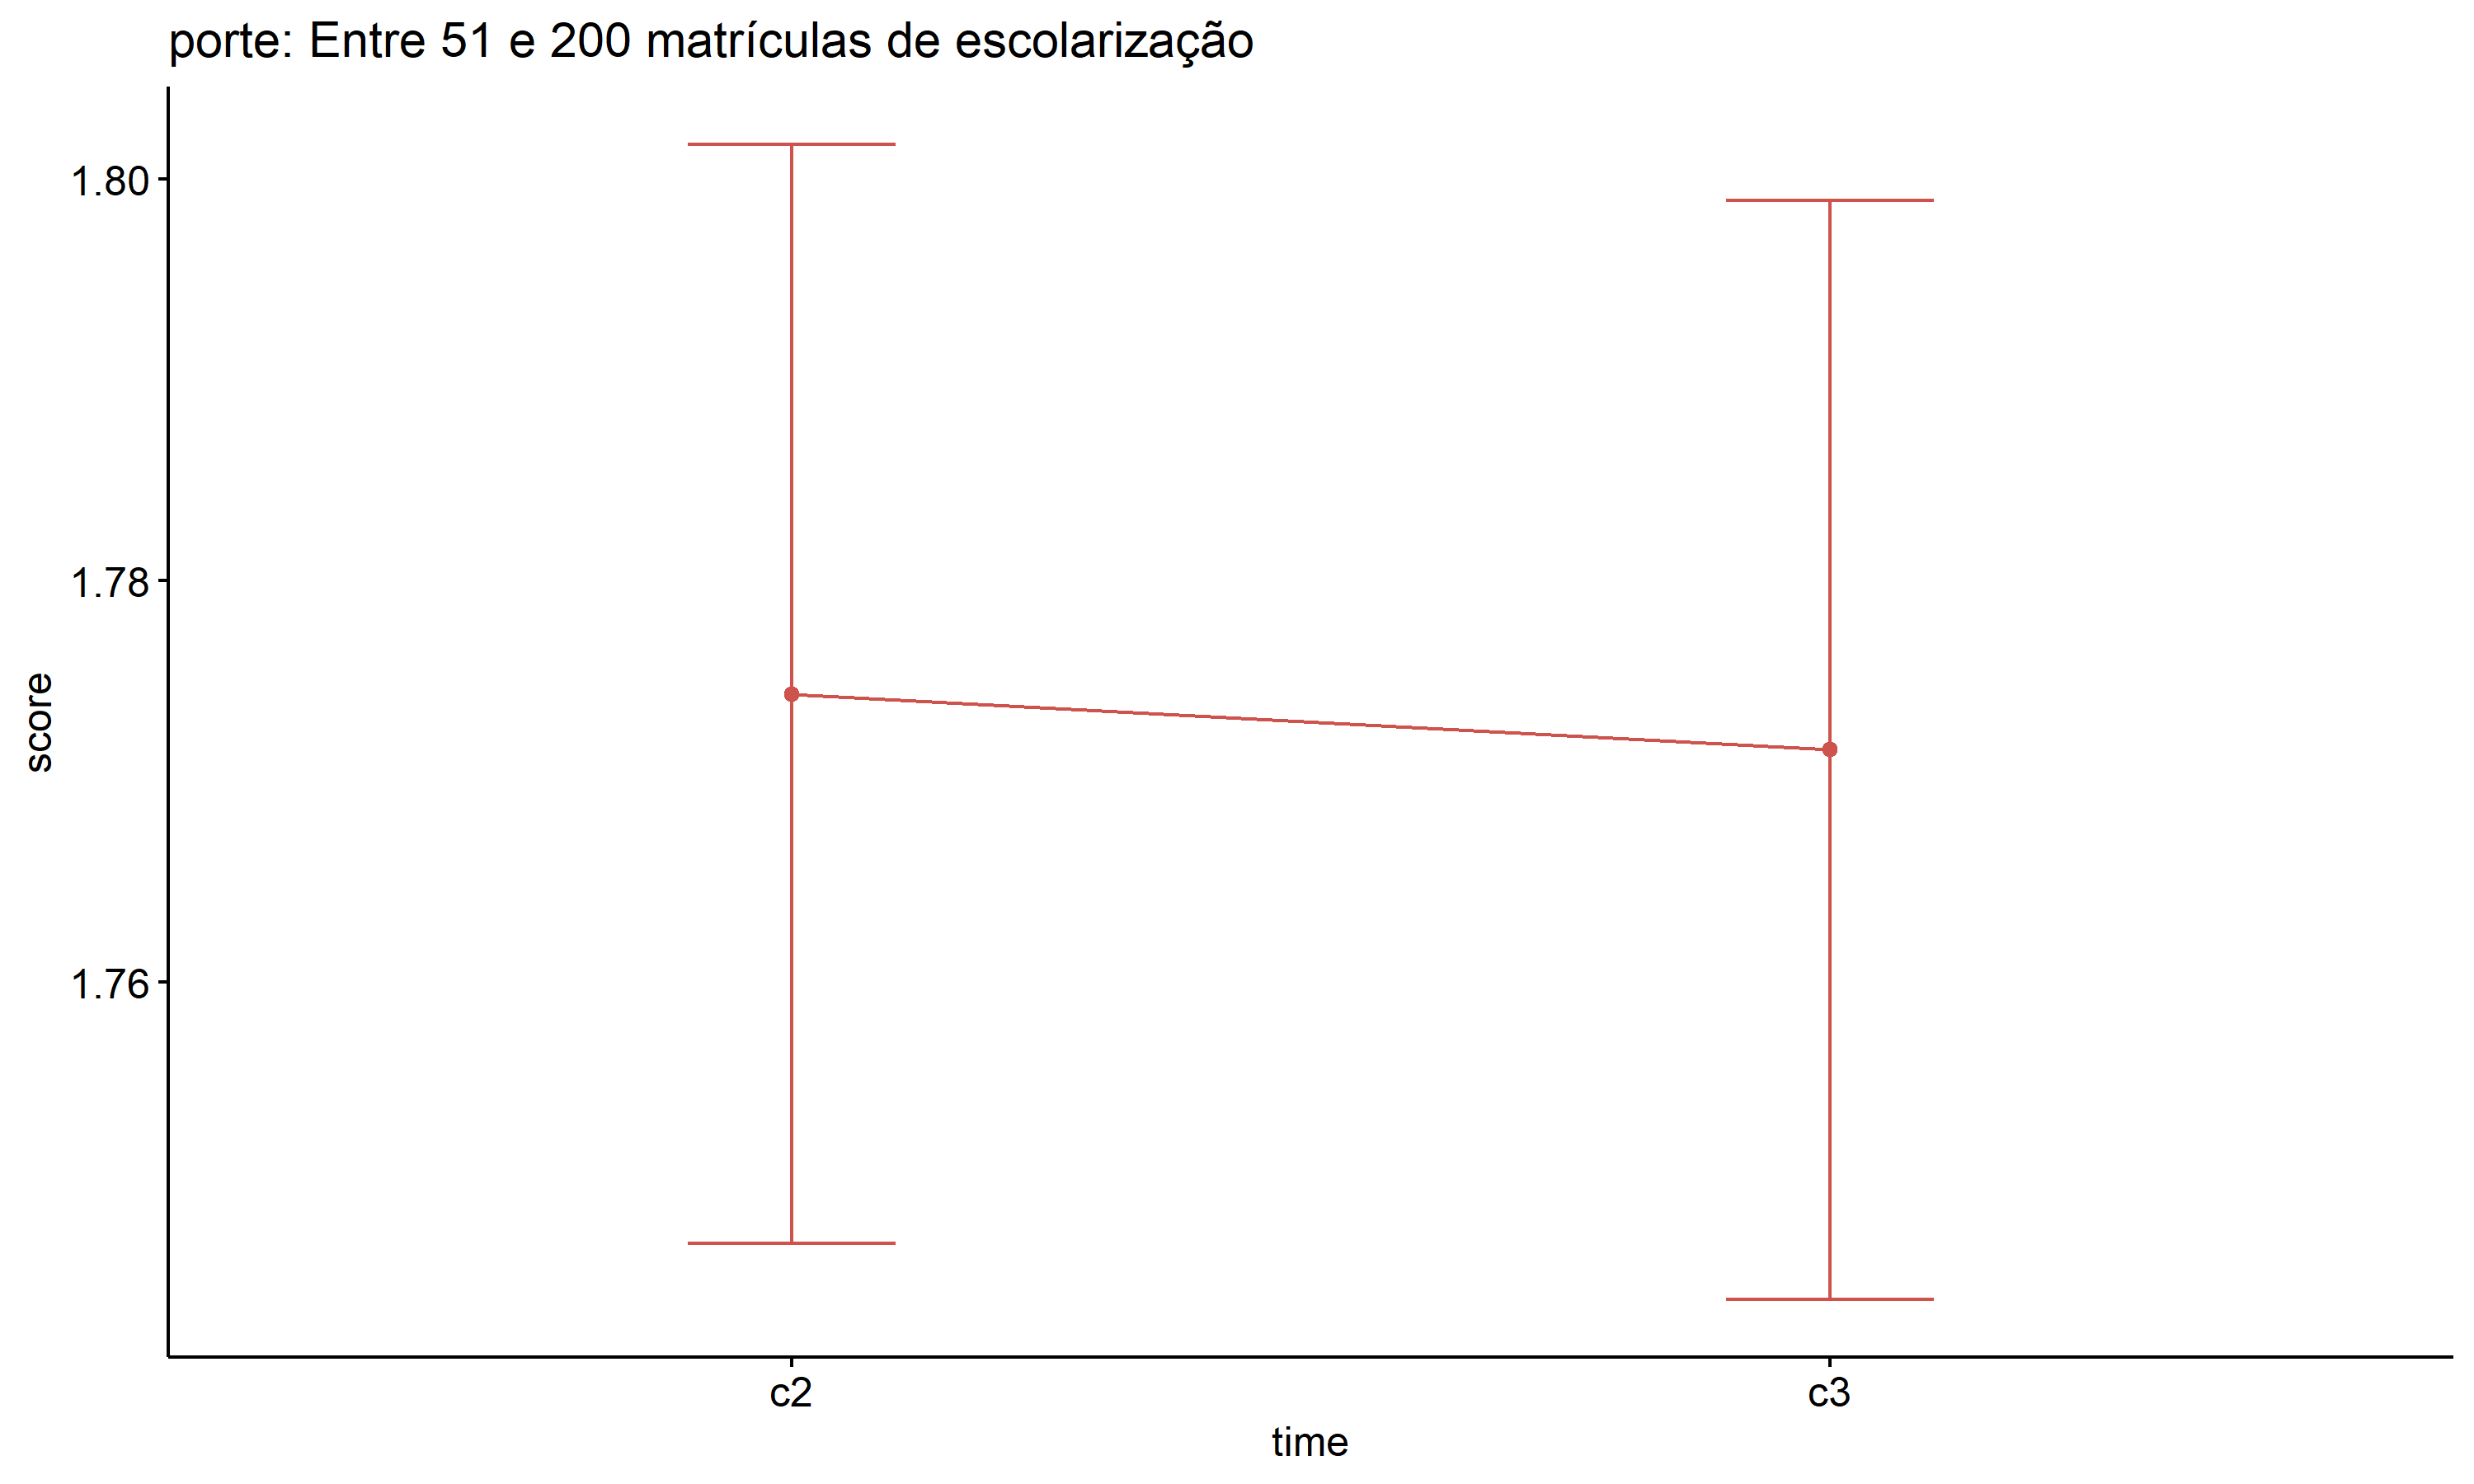 porte: Entre 51 e 200 matrículas de escolarização
1.80
1.78
1.76
score
c2
c3
time